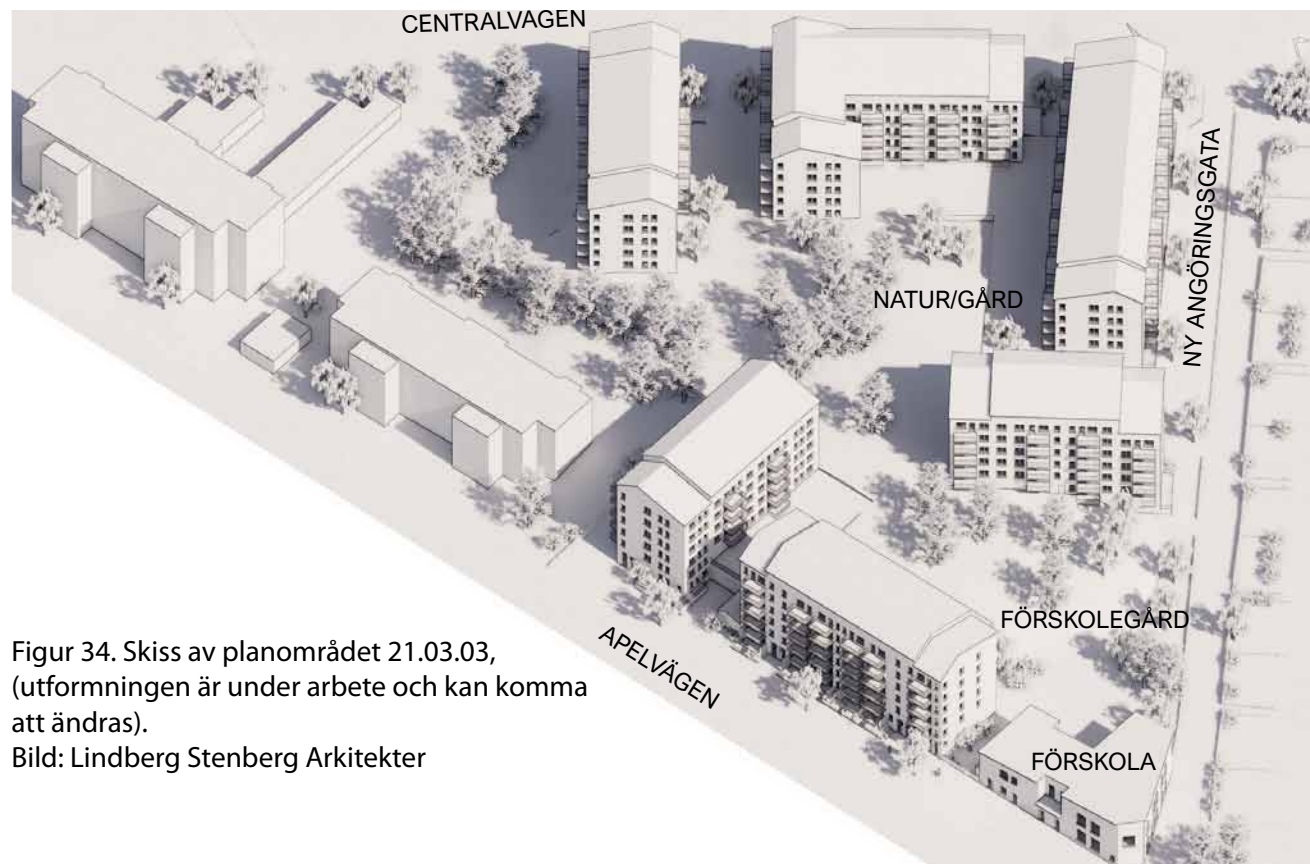 CENTRALVAGEN
NATUR/GÅRD
NY ANGÖRINGSGATA
FÖRSKOLEGÅRD
APELVÄGEN
FÖRSKOLA
Figur 34. Skiss av planområdet 21.03.03,
(utformningen är under arbete och kan komma
att ändras).
Bild: Lindberg Stenberg Arkitekter